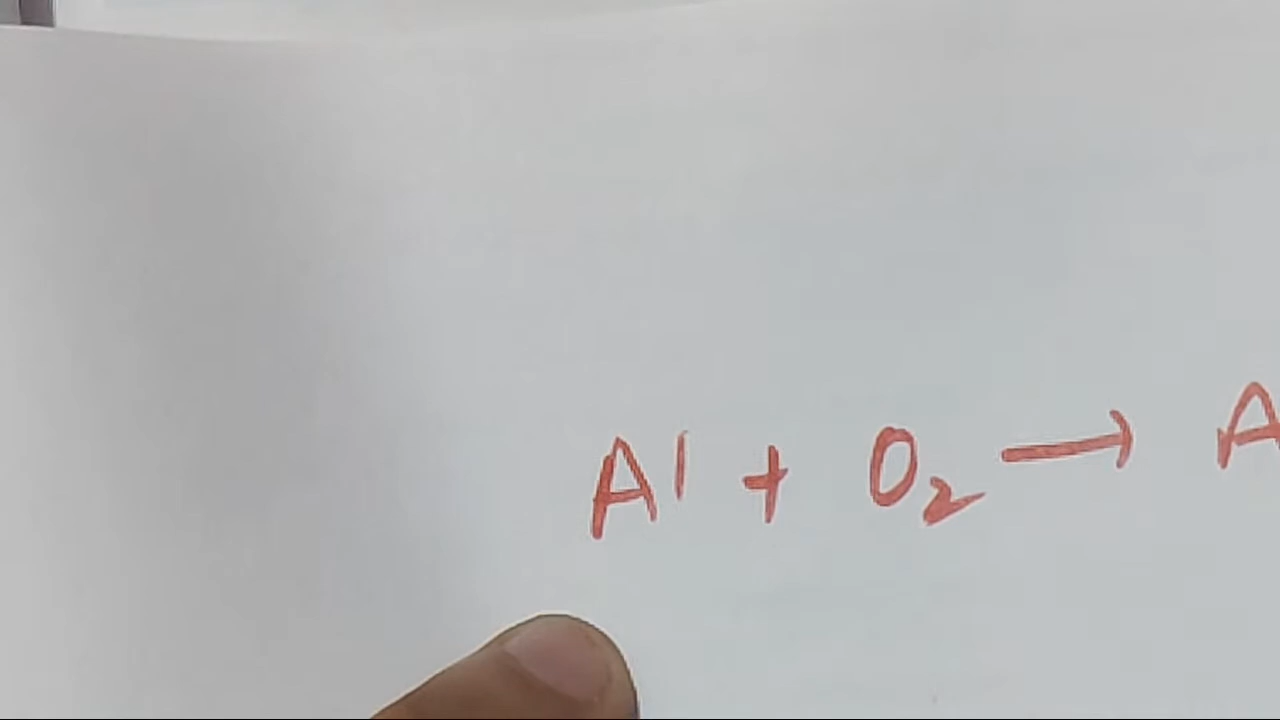 Al + O₂ → A